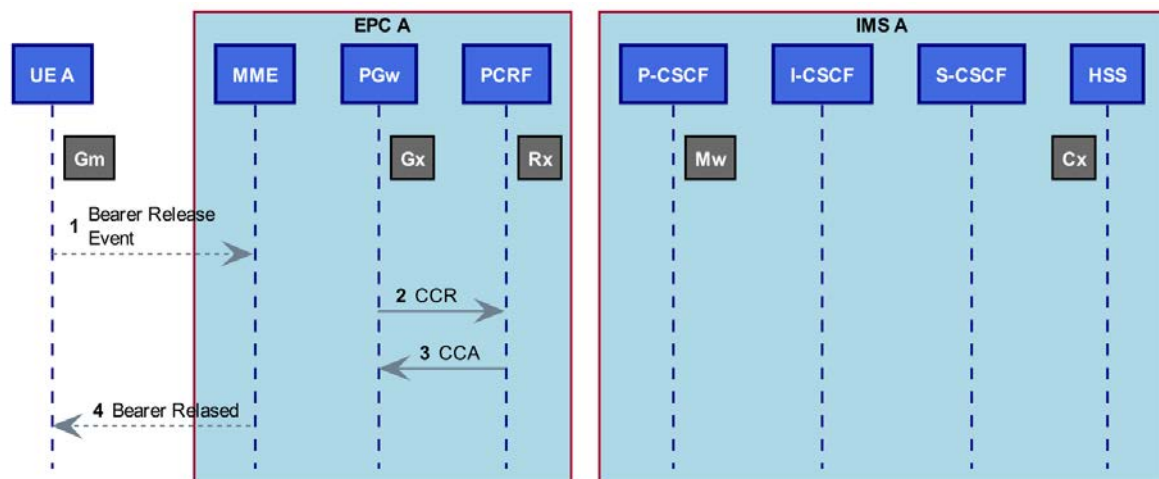 EPC A
IMS A
UE A
MME
PGw
PCRF
P-CSCF
I-CSCF
S-CSCF
HSS
Gm
Gx
Rx
Mw
Cx
1 Bearer Release
Event
2 CCR
3 CCA
4 Bearer Relased